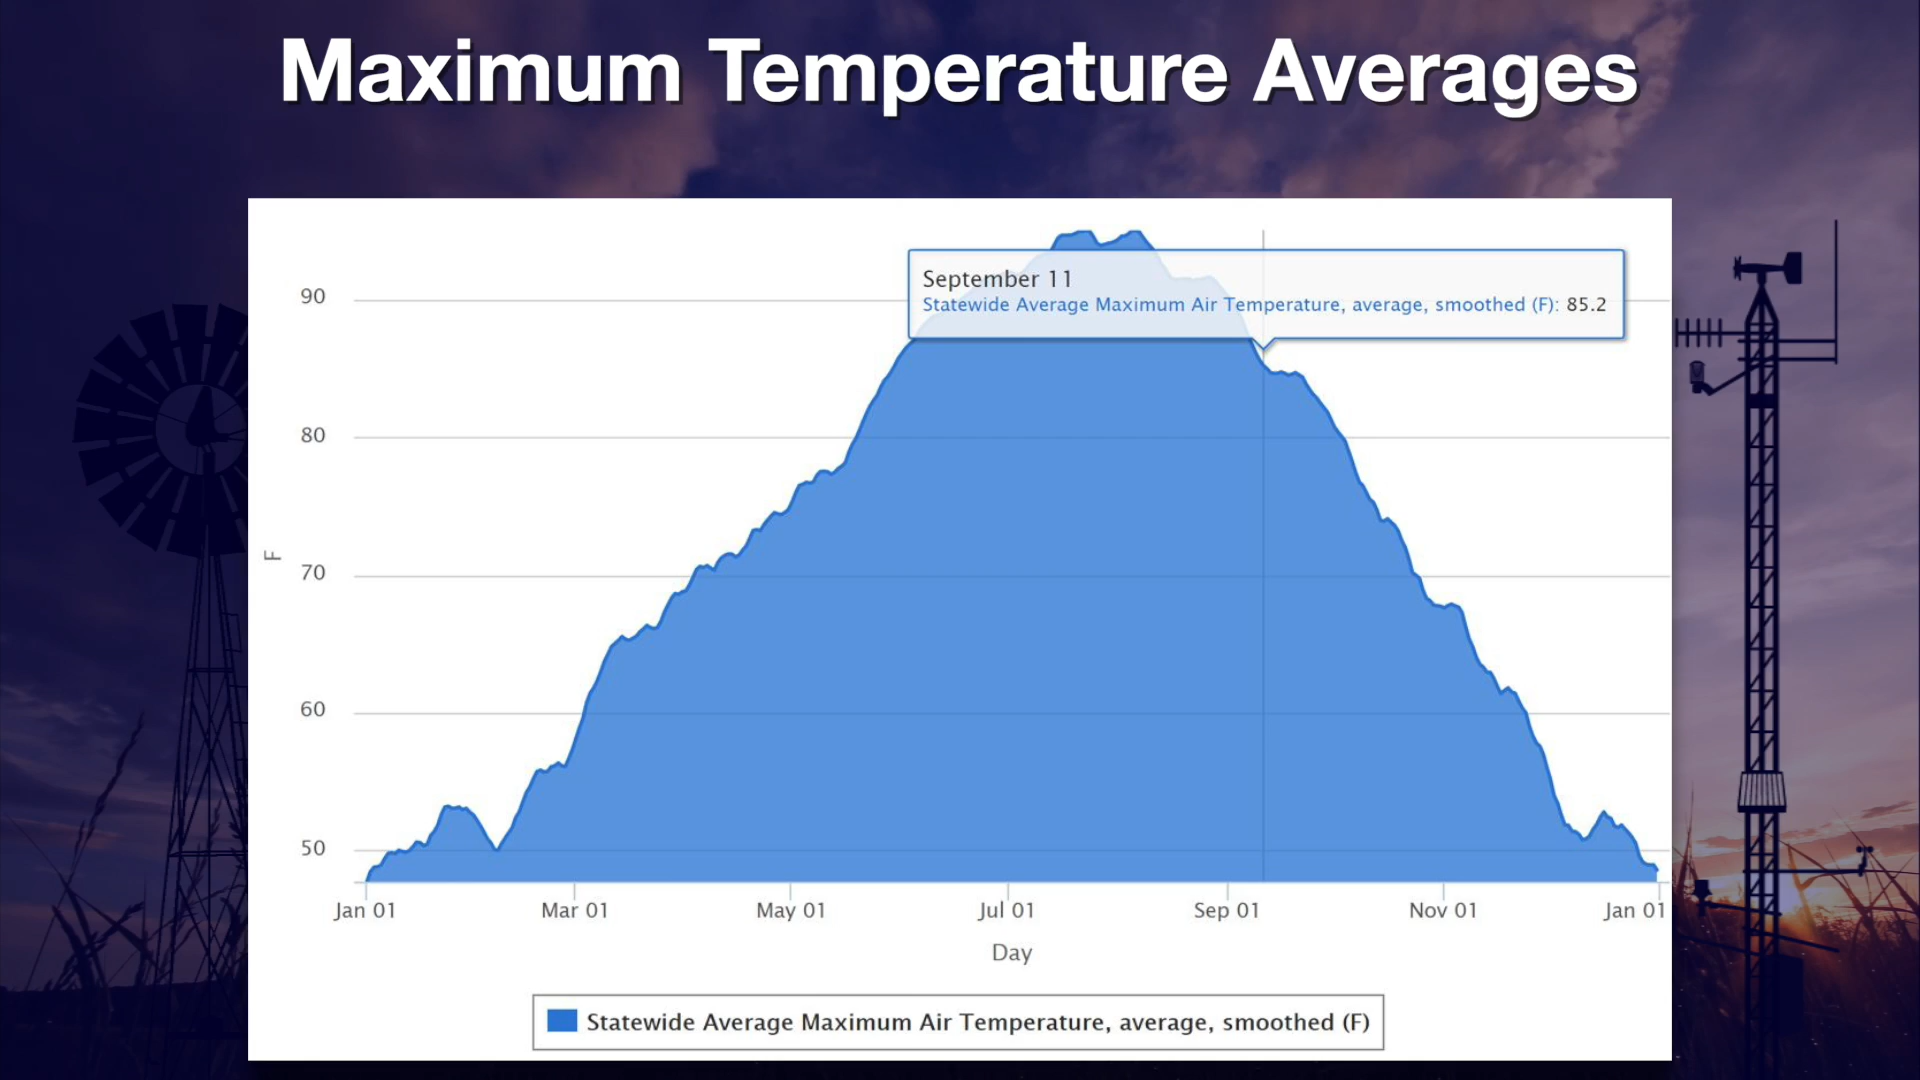 Maximum Temperature Averages
September 11
Statewide Average Maximum Air Temperature, average, smoothed (F): 85.2
90
80
70
60
50
F
Jan 01 Mar 01 May 01 Jul 01 Sep 01 Nov 01 Jan 01
Day
Statewide Average Maximum Air Temperature, average, smoothed (F)